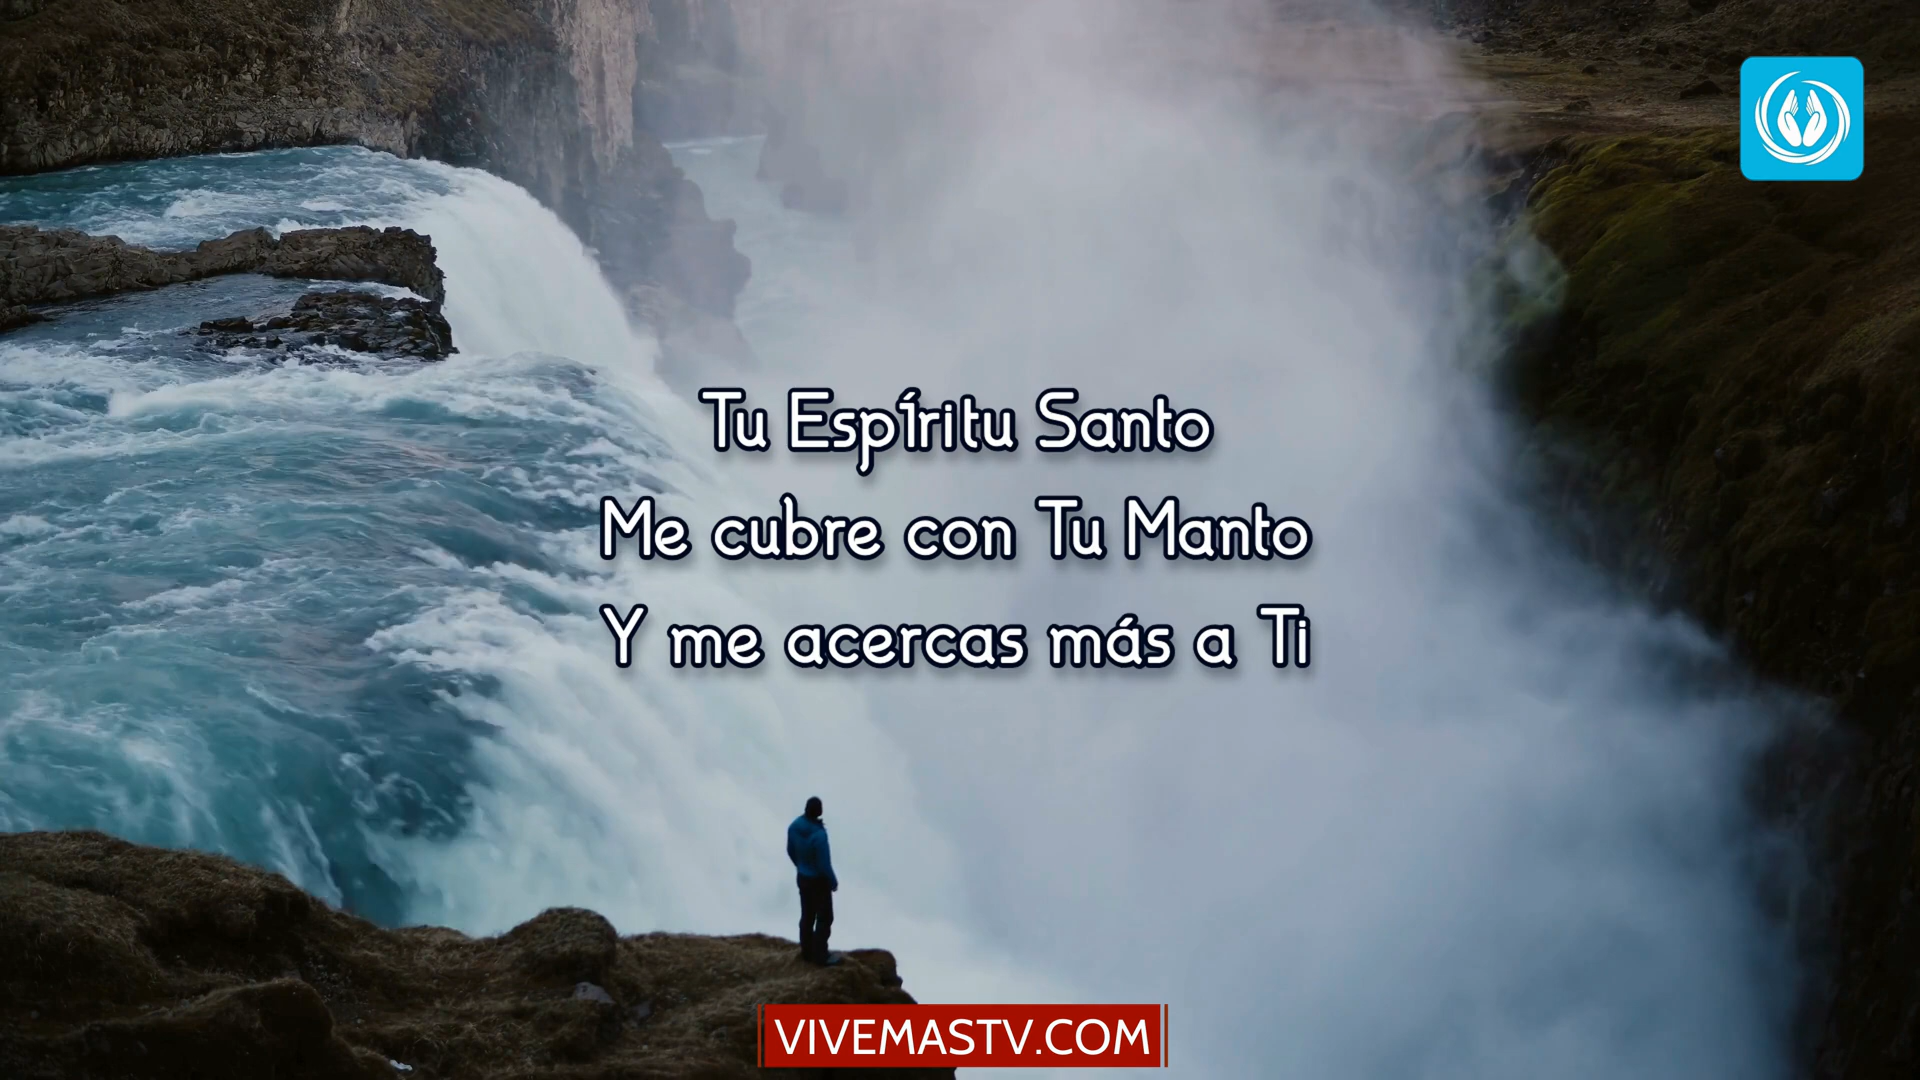 Tu Espíritu Santo
Me cubre con Tu Manto
Y me acercas más a Ti
VIVEMASTV.COM